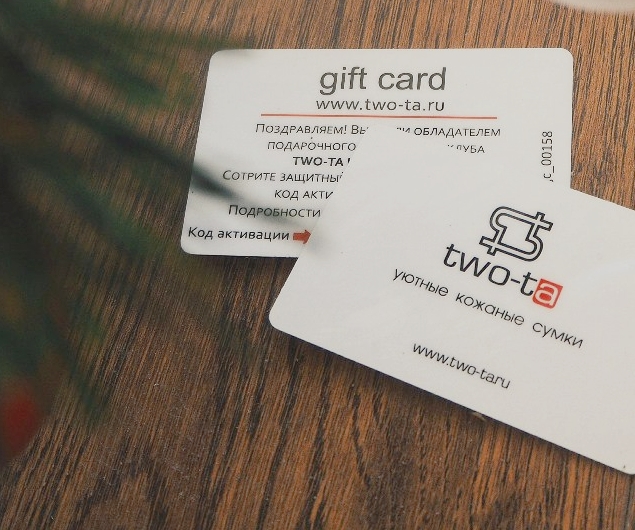 gift card
www.two-ta.ru
Поздравляем! Вы обладателем
подарочного клуба
TWO-TA
Сотрите защитный
код
Подробности
Код активации
c_00158
two-ta
уютные кожаные сумки
www.two-ta.ru